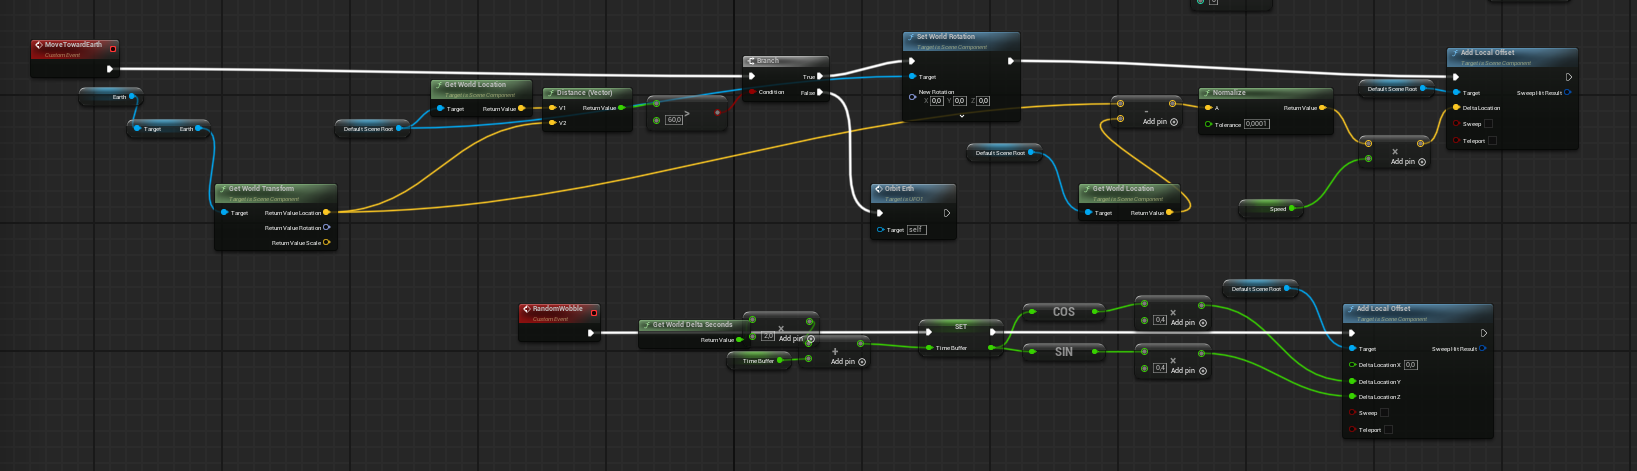 MoveTowardEarth
Custom Event
Earth
Target Earth
Get World Transform
Target is Scene Component
Target Return Value Location
Return Value Rotation
Return Value Scale
Default Scene Root
Get World Location
Target is Scene Component
Target Return Value
Distance (Vector)
V1 Return Value
V2
>
60,0
Branch
True
Condition False
Set World Rotation
Target is Scene Component
Target
New Rotation
X 0,0 Y 0,0 Z 0,0
Orbit Erth
Target self
Default Scene Root
Get World Location
Target is Scene Component
Target Return Value
-
Add pin
Normalize
A Return Value
Tolerance 0,0001
Speed
×
Add pin
Default Scene Root
Add Local Offset
Target is Scene Component
Target Sweep Hit Result
Delta Location
Sweep
Teleport
RandomWobble
Custom Event
Get World Delta Seconds
Return Value
×
2,0 Add pin
Time Buffer
+
Add pin
SET
Time Buffer
COS
SIN
×
0,4 Add pin
×
0,4 Add pin
Default Scene Root
Add Local Offset
Target is Scene Component
Target Sweep Hit Result
Delta Location X 0,0
Delta Location Y
Delta Location Z
Sweep
Teleport